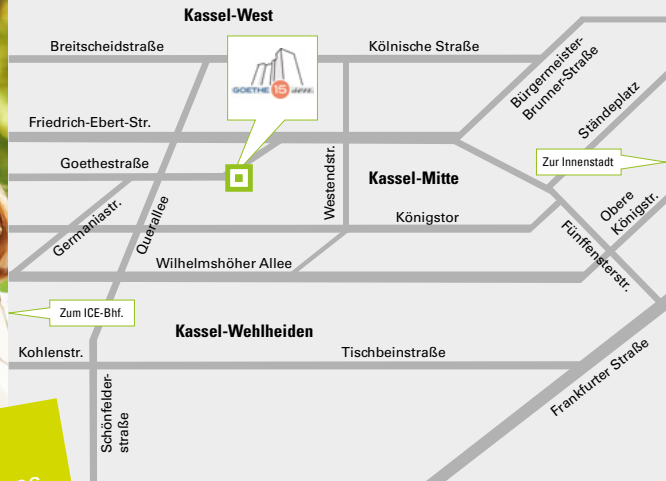 Kassel-West
Breitscheidstraße
Kölnische Straße
GOETHE 15
Bürgermeister-
Brunner-Straße
Ständeplatz
Friedrich-Ebert-Str.
Goethestraße
Zur Innenstadt
Westendstr.
Kassel-Mitte
Germaniastr.
Querallee
Königstor
Obere
Königstr.
Fünffensterstr.
Wilhelmshöher Allee
Zum ICE-Bhf.
Kassel-Wehlheiden
Kohlenstr.
Tischbeinstraße
Schönfelder-
straße
Frankfurter Straße